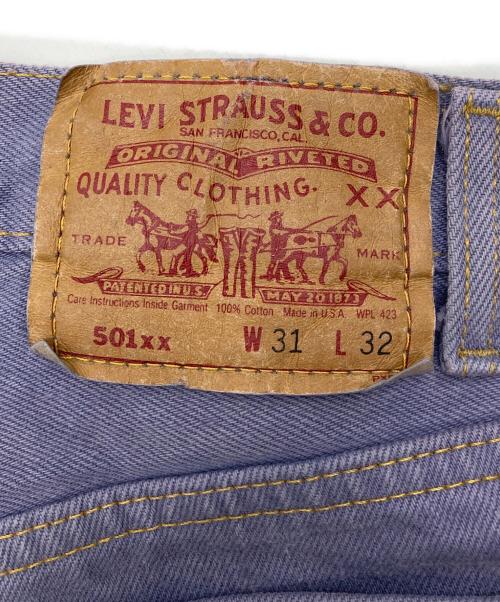 LEVI STRAUSS & CO.
SAN FRANCISCO, CAL.
ORIGINAL RIVETED
QUALITY CLOTHING. XX
TRADE MARK
PATENTED IN U.S. MAY 20 1873
Care Instructions Inside Garment 100% Cotton Made in U.S.A. WPL 423
501xx W 31 L 32